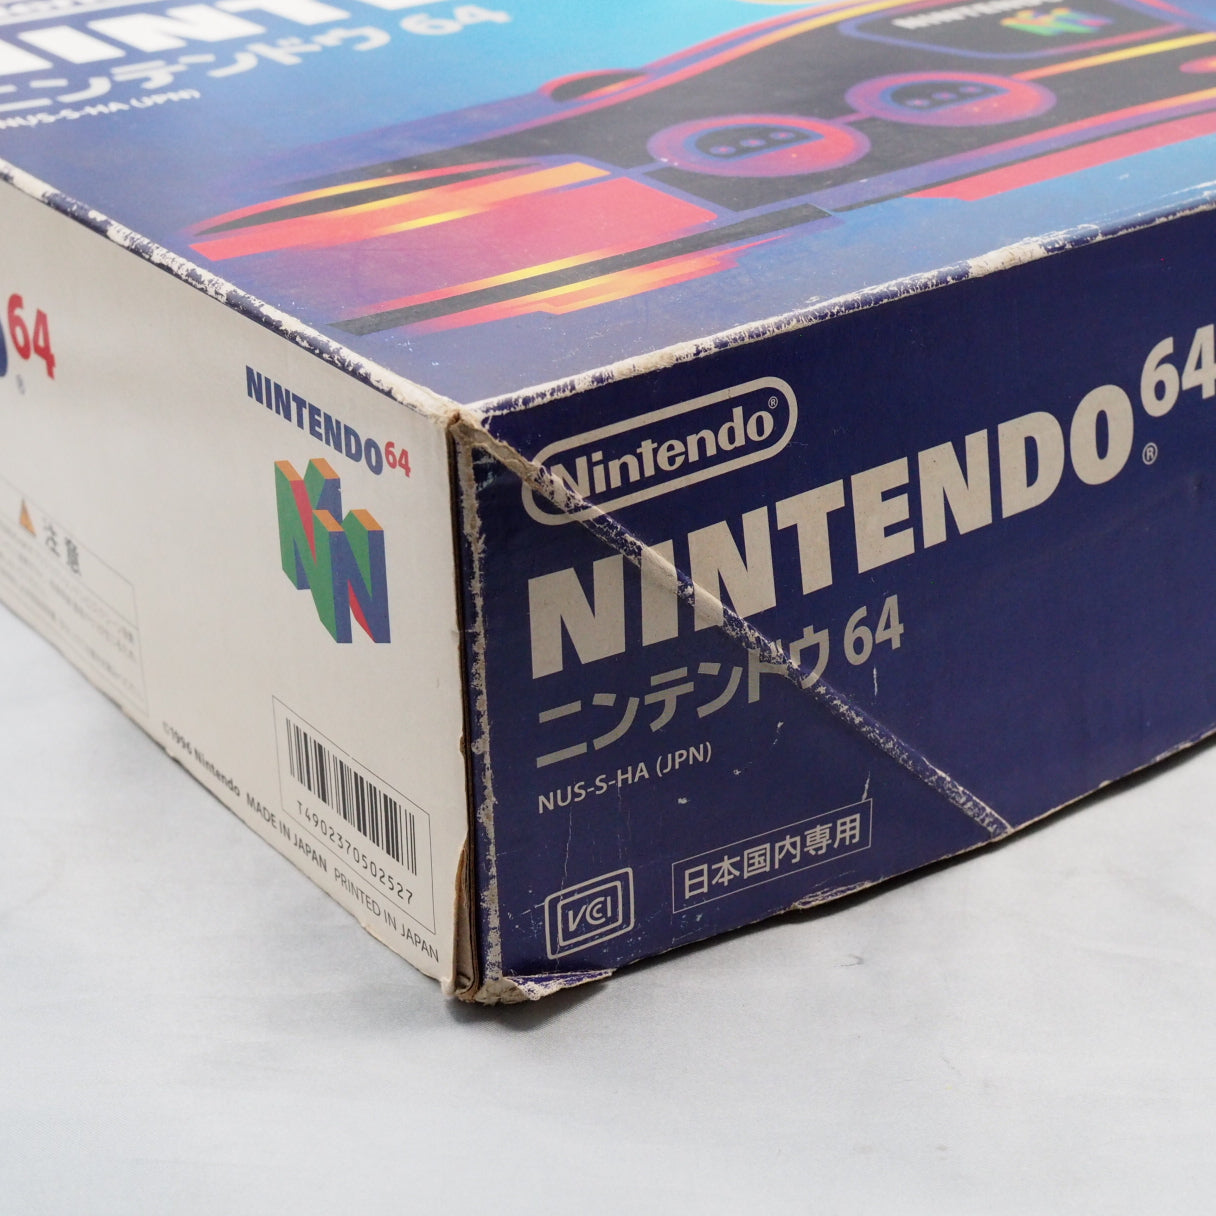 ニンテンドウ 64
NUS-S-HA (JPN)
NINTENDO
64
®
NINTENDO64
注意
©1996 Nintendo MADE IN JAPAN PRINTED IN JAPAN
T4902370502527
Nintendo®
NINTENDO64®
ニンテンドウ 64
NUS-S-HA (JPN)
VCCI
日本国内専用